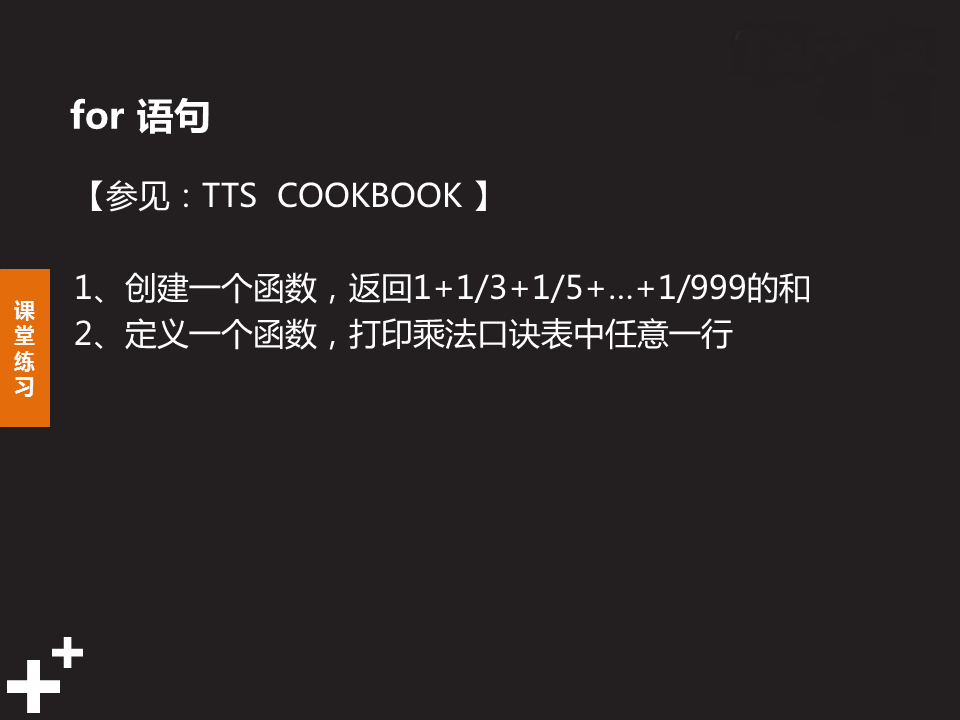 for 语句
【参见：TTS COOKBOOK 】
1、创建一个函数，返回1+1/3+1/5+...+1/999的和
2、定义一个函数，打印乘法口诀表中任意一行
课
堂
练
习